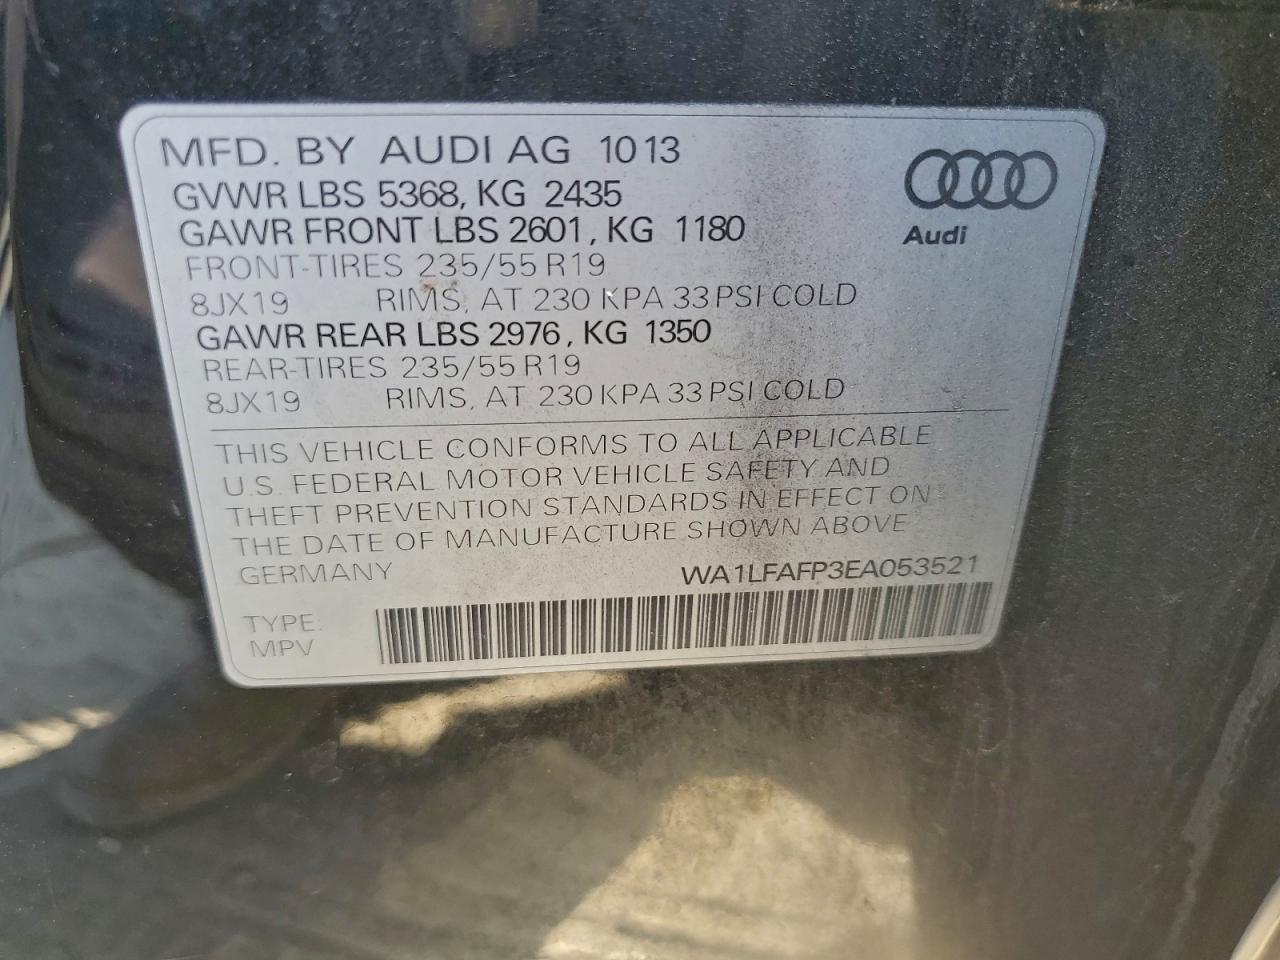 MFD. BY AUDI AG 10 13
GVWR LBS 5368, KG 2435
GAWR FRONT LBS 2601, KG 1180
FRONT-TIRES 235/55 R19
8JX19 RIMS, AT 230 KPA 33 PSI COLD
GAWR REAR LBS 2976, KG 1350
REAR-TIRES 235/55 R19
8JX19 RIMS, AT 230 KPA 33 PSI COLD
Audi
THIS VEHICLE CONFORMS TO ALL APPLICABLE
U.S. FEDERAL MOTOR VEHICLE SAFETY AND
THEFT PREVENTION STANDARDS IN EFFECT ON
THE DATE OF MANUFACTURE SHOWN ABOVE
GERMANY WA1LFAFP3EA053521
TYPE:
MPV